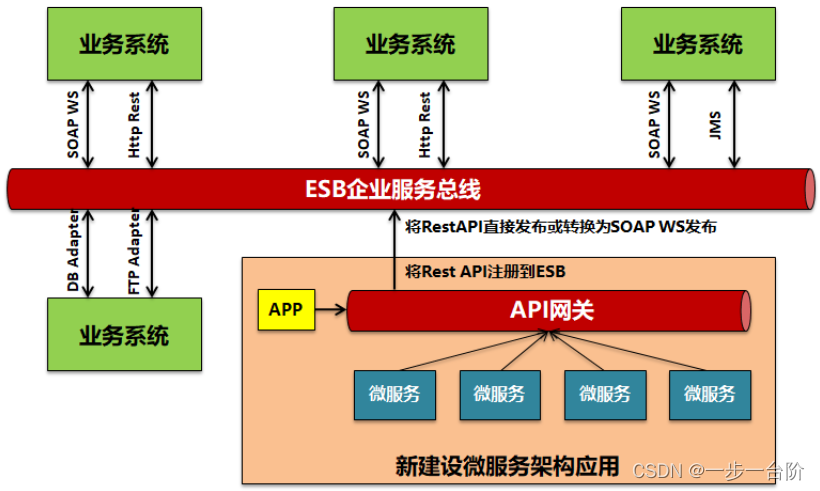 业务系统
业务系统
业务系统
SOAP WS
Http Rest
SOAP WS
Http Rest
SOAP WS
JMS
ESB企业服务总线
DB Adapter
FTP Adapter
将RestAPI直接发布或转换为SOAP WS发布
将Rest API注册到ESB
业务系统
APP
API网关
微服务
微服务
微服务
微服务
新建设微服务架构应用
CSDN @一步一台阶